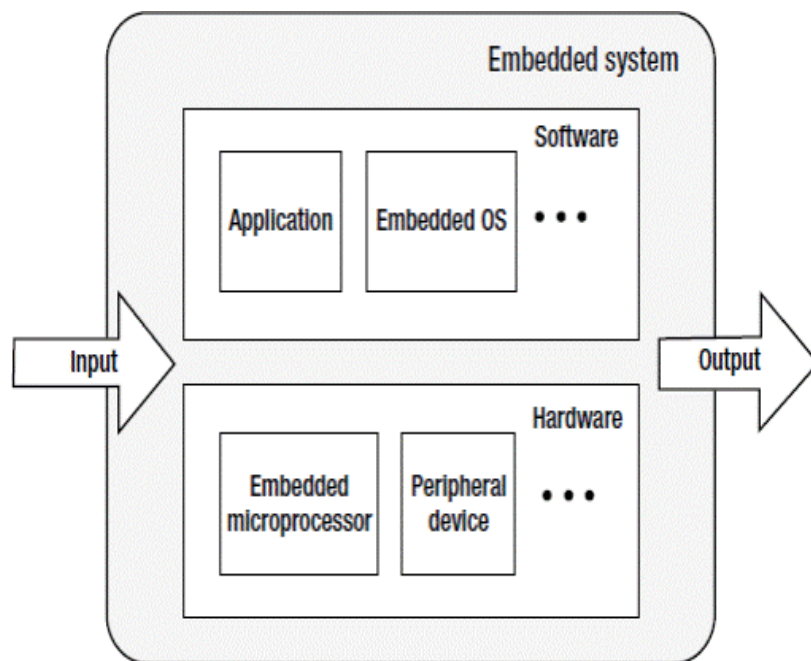 Embedded system
Software
Application
Embedded OS
• • •
Input
Output
Hardware
Embedded
microprocessor
Peripheral
device
• • •